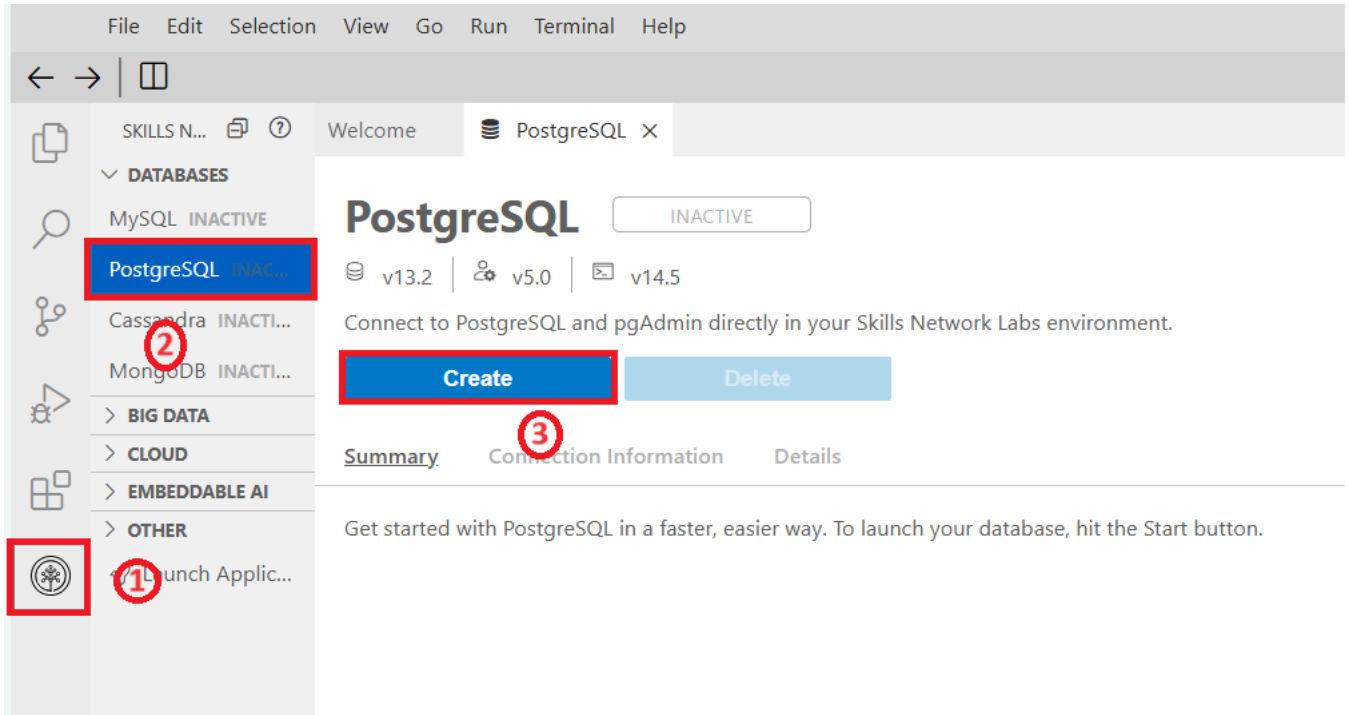 File Edit Selection View Go Run Terminal Help
SKILLS N...
Welcome
PostgreSQL
DATABASES
MySQL INACTIVE
PostgreSQL INAC...
Cassandra INACTI...
MongoDB INACTI...
BIG DATA
CLOUD
EMBEDDABLE AI
OTHER
Launch Applic...
1
2
PostgreSQL INACTIVE
v13.2 v5.0 v14.5
Connect to PostgreSQL and pgAdmin directly in your Skills Network Labs environment.
Create Delete
3
Summary Connection Information Details
Get started with PostgreSQL in a faster, easier way. To launch your database, hit the Start button.